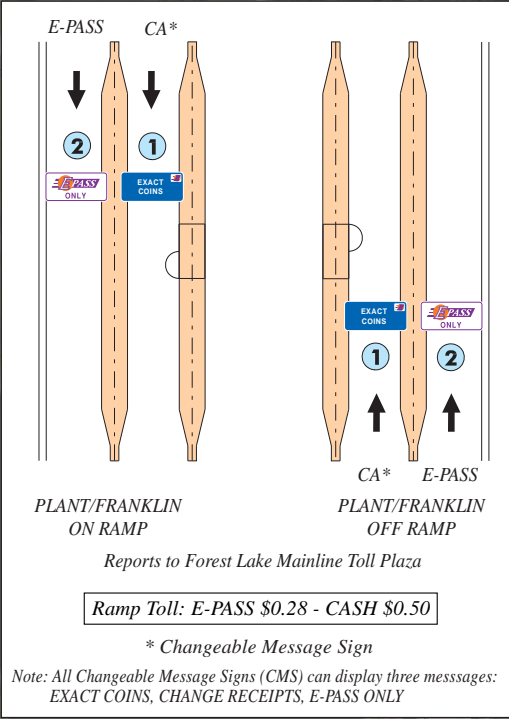 E-PASS CA*
2 1
E-PASS
ONLY
EXACT
COINS
EXACT
COINS
E-PASS
ONLY
1 2
CA* E-PASS
PLANT/FRANKLIN
ON RAMP
PLANT/FRANKLIN
OFF RAMP
Reports to Forest Lake Mainline Toll Plaza
Ramp Toll: E-PASS $0.28 - CASH $0.50
* Changeable Message Sign
Note: All Changeable Message Signs (CMS) can display three messsages:
EXACT COINS, CHANGE RECEIPTS, E-PASS ONLY